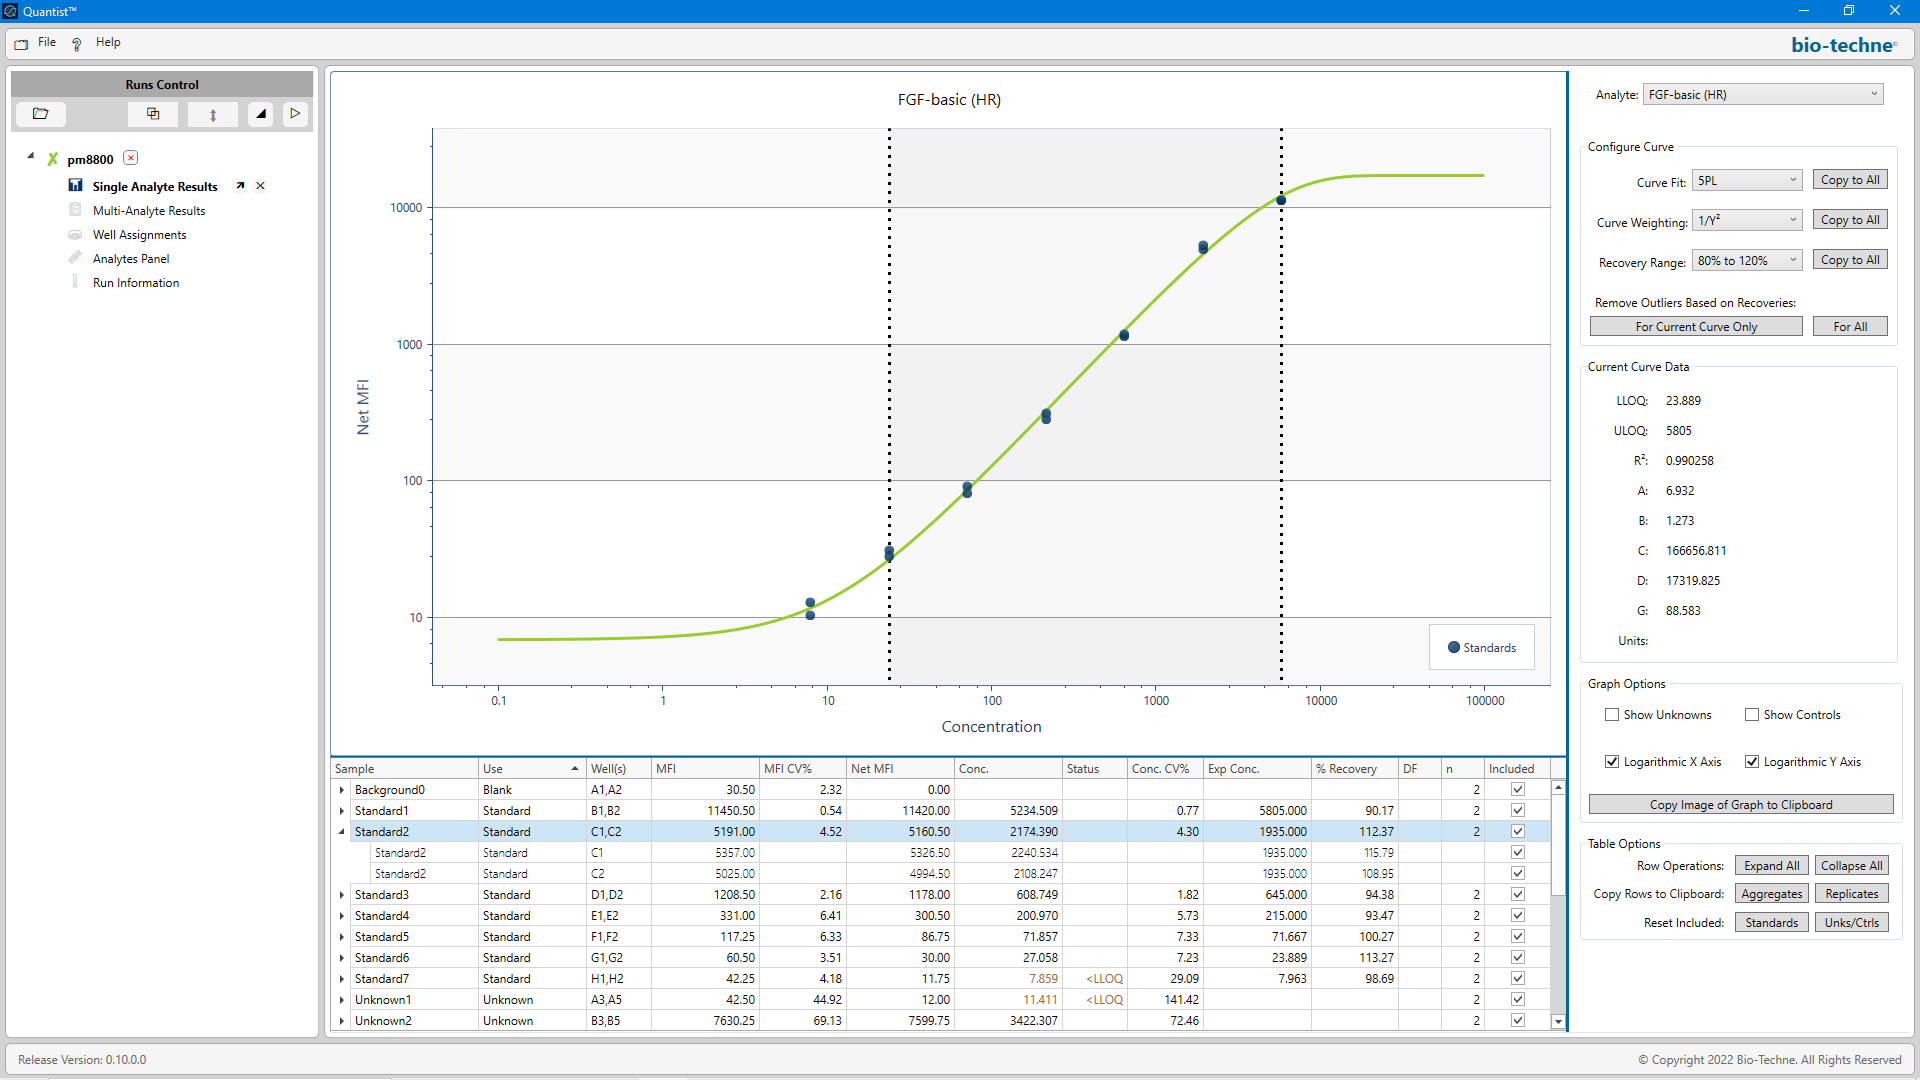 Quantist™
File
Help
bio-techne®
Runs Control
pm8800
Single Analyte Results
Multi-Analyte Results
Well Assignments
Analytes Panel
Run Information
FGF-basic (HR)
Net MFI
10000
1000
100
10
Standards
0.1 1 10 100 1000 10000 100000
Concentration
Sample Use Well(s) MFI MFI CV% Net MFI Conc. Status Conc. CV% Exp Conc. % Recovery DF n Included
Background0 Blank A1,A2 30.50 2.32 0.00 2
Standard1 Standard B1,B2 11450.50 0.54 11420.00 5234.509 0.77 5805.000 90.17 2
Standard2 Standard C1,C2 5191.00 4.52 5160.50 2174.390 4.30 1935.000 112.37 2
Standard2 Standard C1 5357.00 5326.50 2240.534 1935.000 115.79
Standard2 Standard C2 5025.00 4994.50 2108.247 1935.000 108.95
Standard3 Standard D1,D2 1208.50 2.16 1178.00 608.749 1.82 645.000 94.38 2
Standard4 Standard E1,E2 331.00 6.41 300.50 200.970 5.73 215.000 93.47 2
Standard5 Standard F1,F2 117.25 6.33 86.75 71.857 7.33 71.667 100.27 2
Standard6 Standard G1,G2 60.50 3.51 30.00 27.058 7.23 23.889 113.27 2
Standard7 Standard H1,H2 42.25 4.18 11.75 7.859 <LLOQ 29.09 7.963 98.69 2
Unknown1 Unknown A3,A5 42.50 44.92 12.00 11.411 <LLOQ 141.42 2
Unknown2 Unknown B3,B5 7630.25 69.13 7599.75 3422.307 72.46 2
Analyte: FGF-basic (HR)
Configure Curve
Curve Fit: 5PL Copy to All
Curve Weighting: 1/Y² Copy to All
Recovery Range: 80% to 120% Copy to All
Remove Outliers Based on Recoveries:
For Current Curve Only For All
Current Curve Data
LLOQ: 23.889
ULOQ: 5805
R²: 0.990258
A: 6.932
B: 1.273
C: 166656.811
D: 17319.825
G: 88.583
Units:
Graph Options
Show Unknowns Show Controls
Logarithmic X Axis Logarithmic Y Axis
Copy Image of Graph to Clipboard
Table Options
Row Operations: Expand All Collapse All
Copy Rows to Clipboard: Aggregates Replicates
Reset Included: Standards Unks/Ctrls
Release Version: 0.10.0.0
© Copyright 2022 Bio-Techne. All Rights Reserved